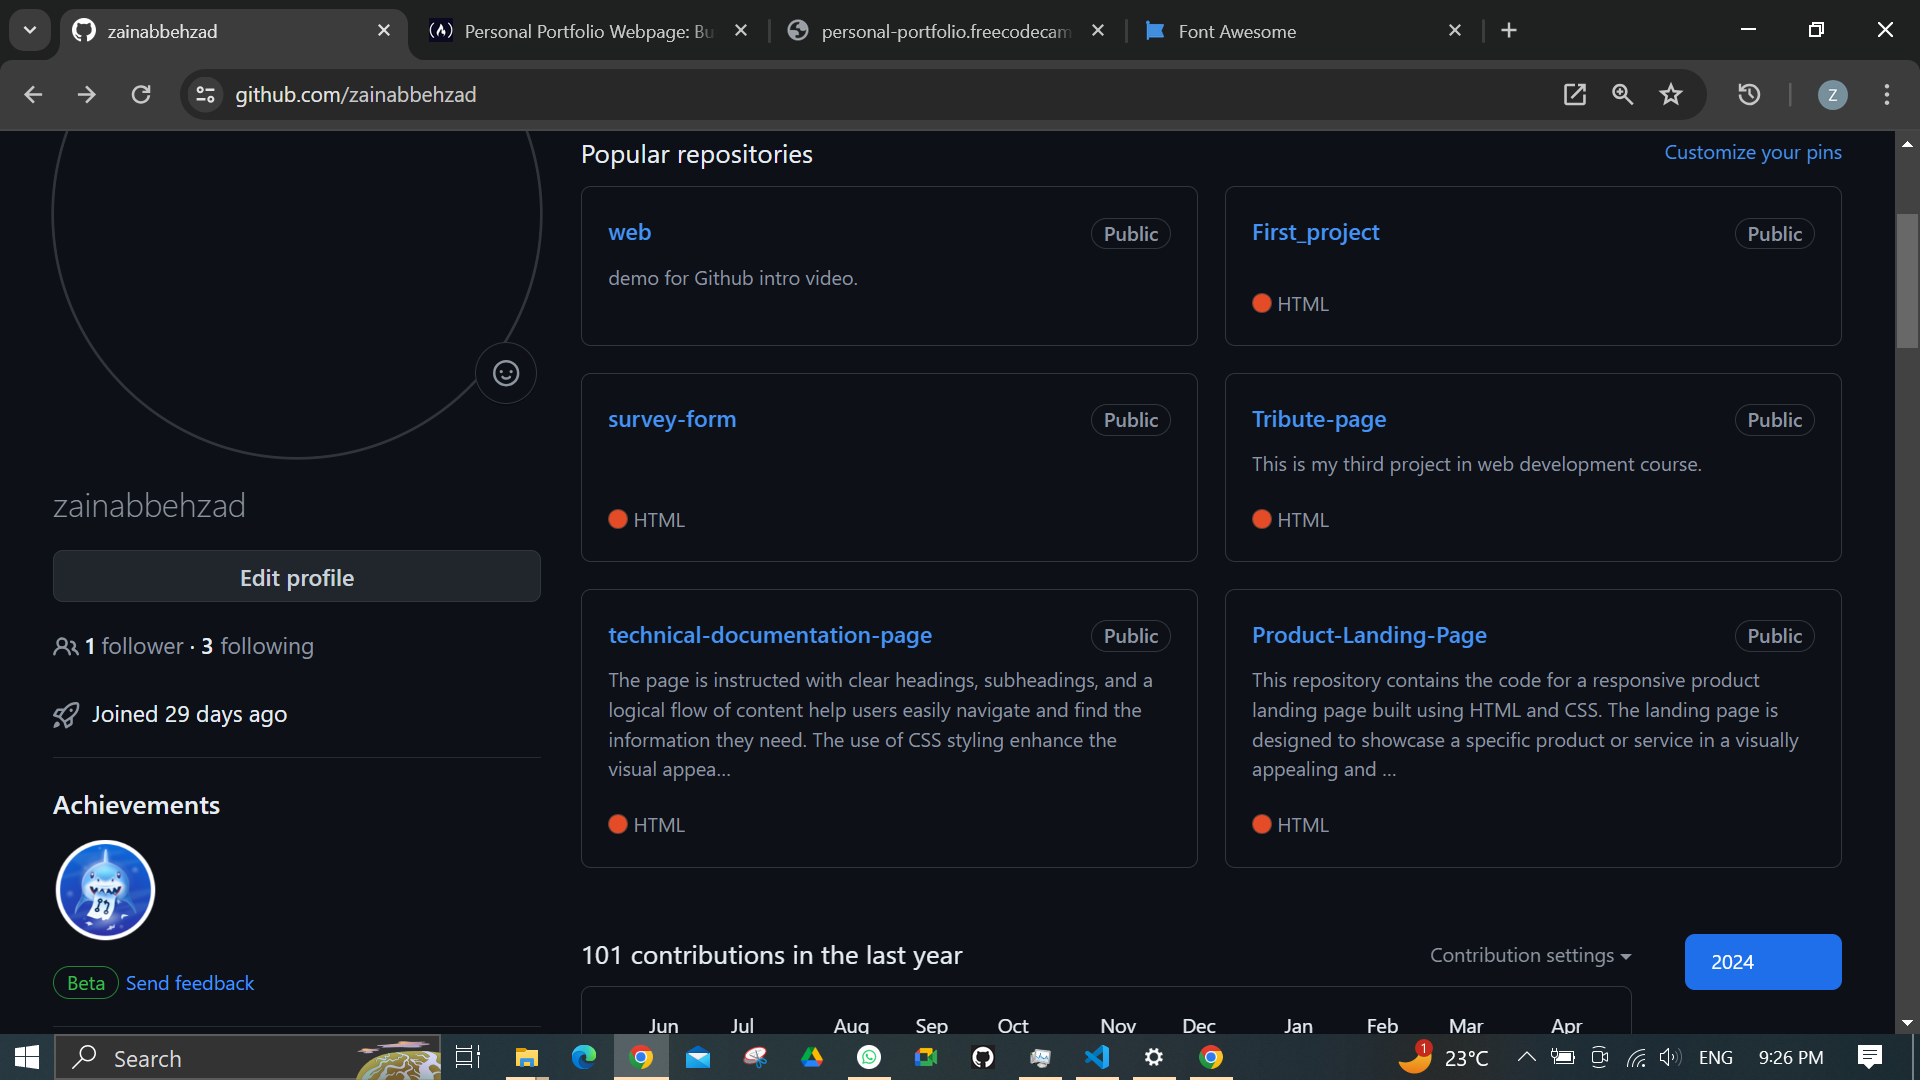 zainabbehzad
Personal Portfolio Webpage: Bu
personal-portfolio.freecodecam
Font Awesome
github.com/zainabbehzad
Z
Popular repositories
Customize your pins
web
Public
demo for Github intro video.
First_project
Public
HTML
survey-form
Public
HTML
Tribute-page
Public
This is my third project in web development course.
HTML
technical-documentation-page
Public
The page is instructed with clear headings, subheadings, and a
logical flow of content help users easily navigate and find the
information they need. The use of CSS styling enhance the
visual appea...
HTML
Product-Landing-Page
Public
This repository contains the code for a responsive product
landing page built using HTML and CSS. The landing page is
designed to showcase a specific product or service in a visually
appealing and ...
HTML
zainabbehzad
Edit profile
1 follower · 3 following
Joined 29 days ago
Achievements
Beta Send feedback
101 contributions in the last year
Contribution settings
2024
Jun Jul Aug Sep Oct Nov Dec Jan Feb Mar Apr
Search
1
23°C
ENG
9:26 PM